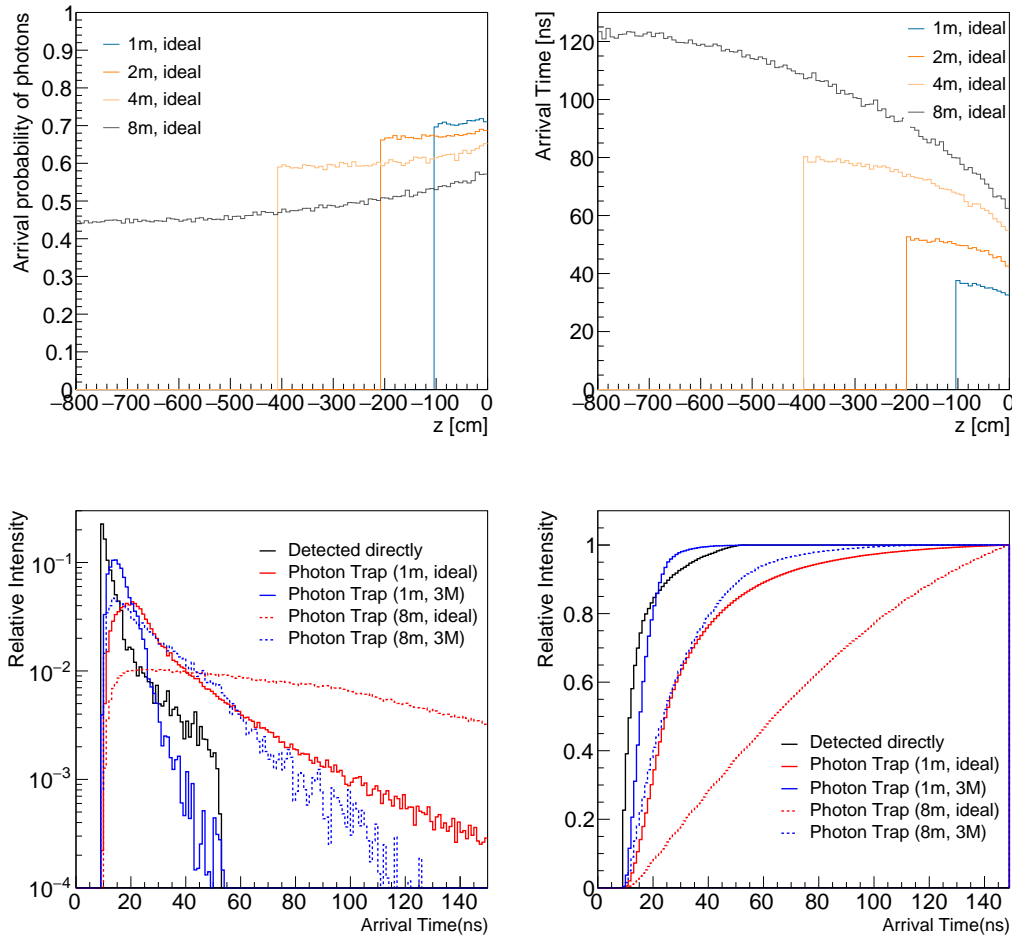 Arrival probability of photons
1
0.9
0.8
0.7
0.6
0.5
0.4
0.3
0.2
0.1
0
1m, ideal
2m, ideal
4m, ideal
8m, ideal
−800 −700 −600 −500 −400 −300 −200 −100 0
z [cm]
Arrival Time [ns]
120
100
80
60
40
20
0
1m, ideal
2m, ideal
4m, ideal
8m, ideal
−800 −700 −600 −500 −400 −300 −200 −100 0
z [cm]
Relative Intensity
10−1
10−2
10−3
10−4
Detected directly
Photon Trap (1m, ideal)
Photon Trap (1m, 3M)
Photon Trap (8m, ideal)
Photon Trap (8m, 3M)
0 20 40 60 80 100 120 140
Arrival Time(ns)
Relative Intensity
1
0.8
0.6
0.4
0.2
0
Detected directly
Photon Trap (1m, ideal)
Photon Trap (1m, 3M)
Photon Trap (8m, ideal)
Photon Trap (8m, 3M)
0 20 40 60 80 100 120 140
Arrival Time(ns)